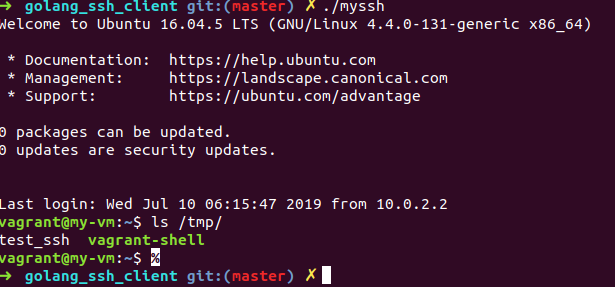 ➜ golang_ssh_client git:(master) ✗ ./myssh
Welcome to Ubuntu 16.04.5 LTS (GNU/Linux 4.4.0-131-generic x86_64)
* Documentation: https://help.ubuntu.com
* Management: https://landscape.canonical.com
* Support: https://ubuntu.com/advantage
0 packages can be updated.
0 updates are security updates.
Last login: Wed Jul 10 06:15:47 2019 from 10.0.2.2
vagrant@my-vm:~$ ls /tmp/
test_ssh vagrant-shell
vagrant@my-vm:~$ %
➜ golang_ssh_client git:(master) ✗